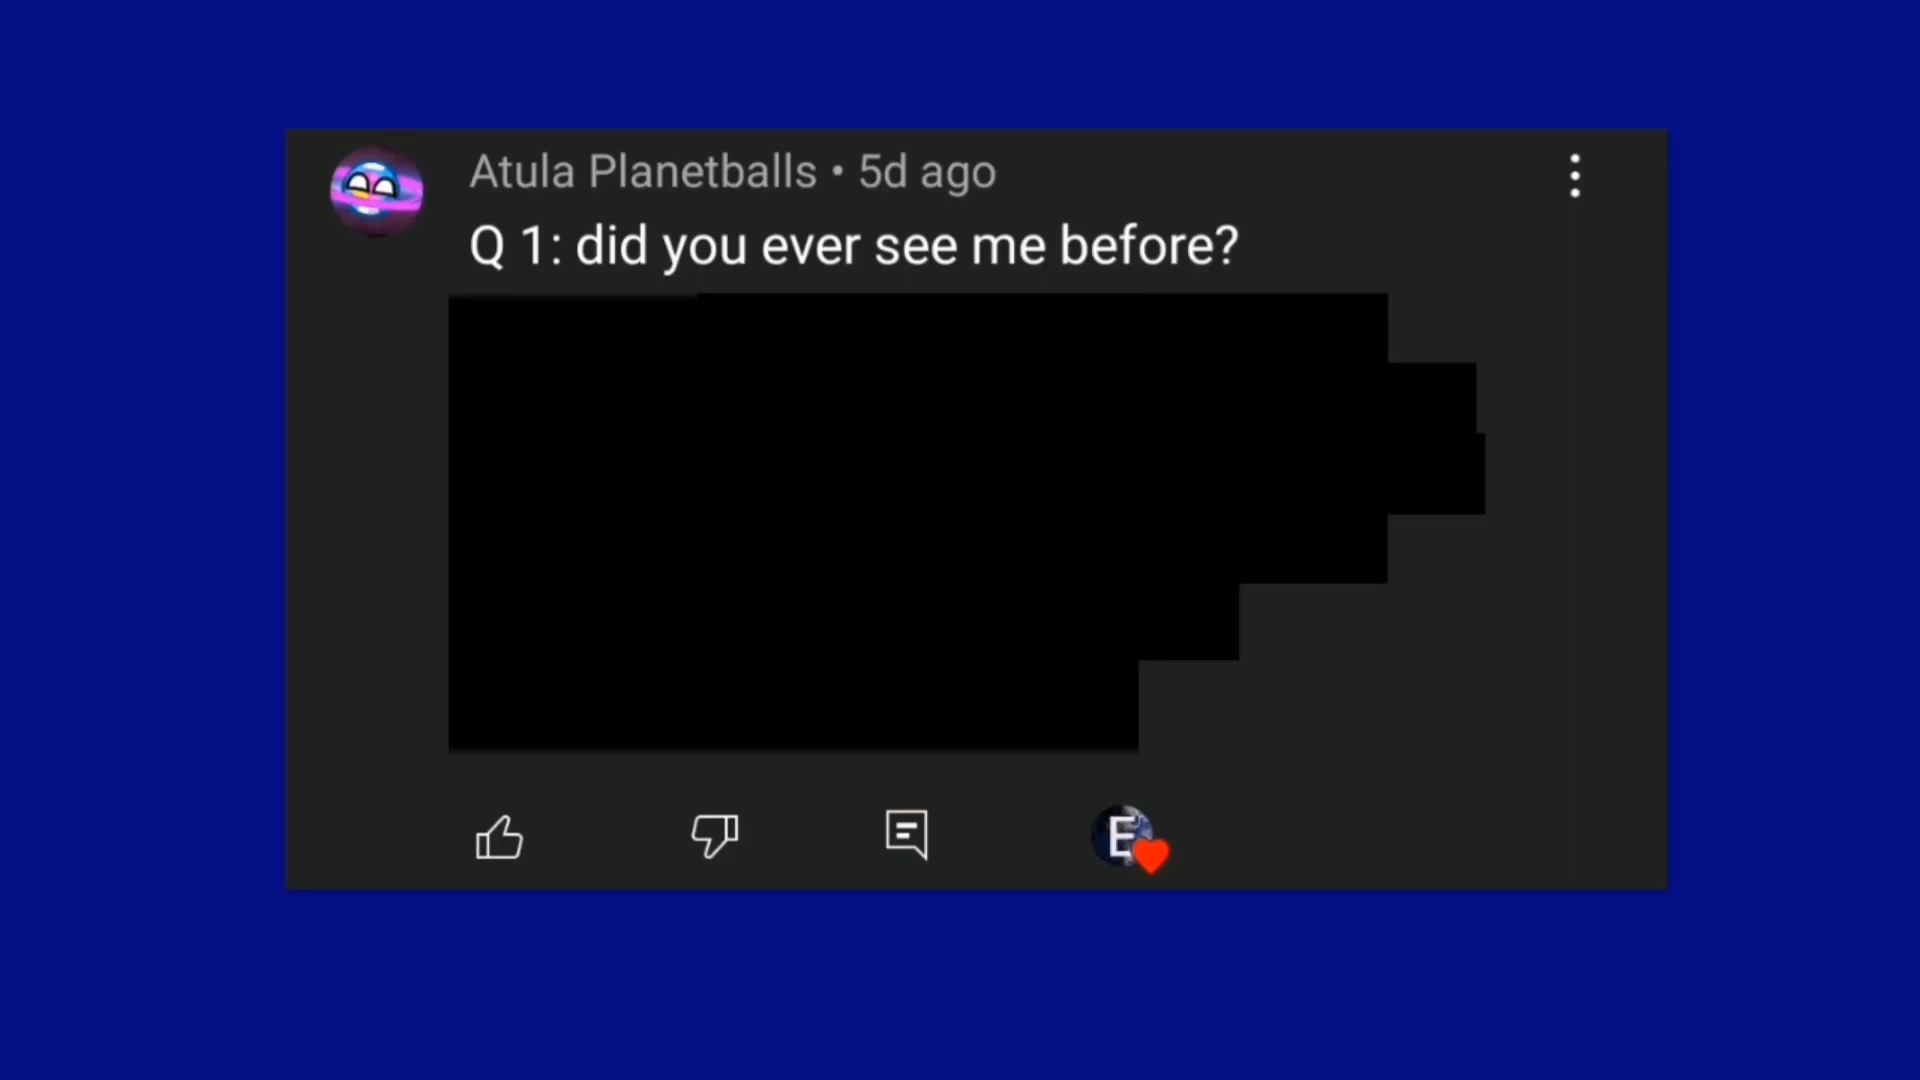 Atula Planetballs • 5d ago
Q 1: did you ever see me before?
E